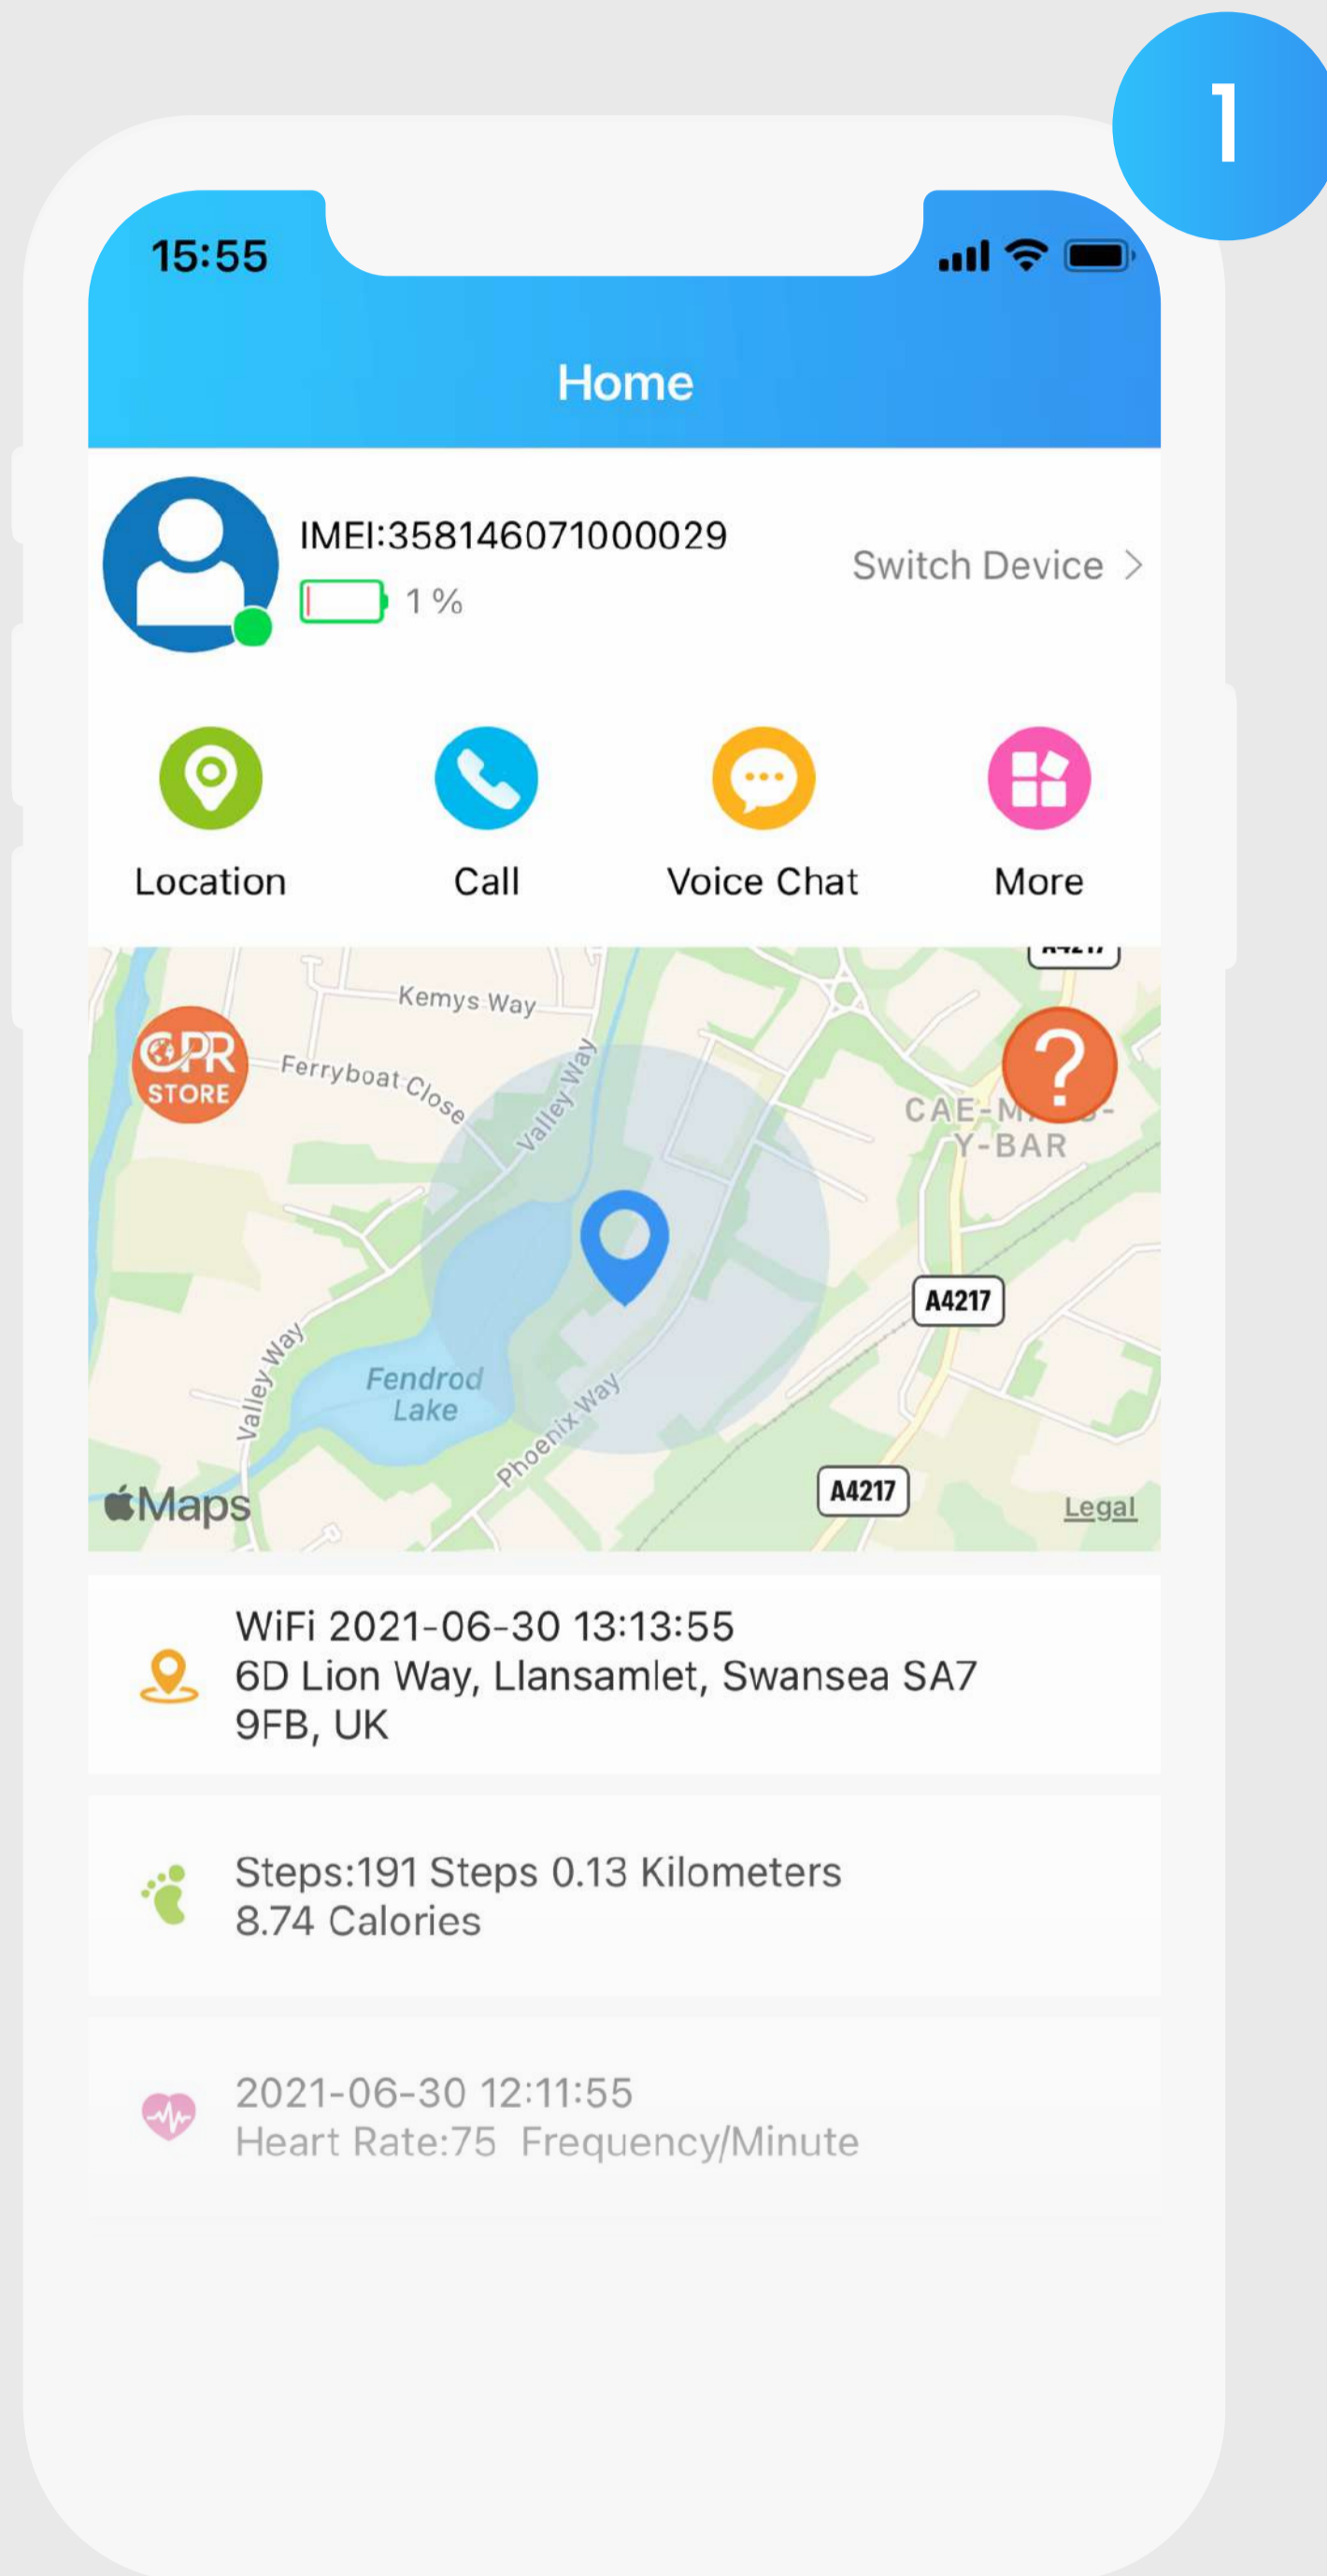 1
15:55
Home
IMEI:358146071000029
Switch Device >
1 %
Location
Call
Voice Chat
More
A4217
Kemys Way
CPR
STORE
?
Ferryboat Close
Valley Way
CAE-
Y-BAR
A4217
Valley Way
Fendrod
Lake
Phoenix Way
A4217
Maps
Legal
WiFi 2021-06-30 13:13:55
6D Lion Way, Llansamlet, Swansea SA7
9FB, UK
Steps:191 Steps 0.13 Kilometers
8.74 Calories
2021-06-30 12:11:55
Heart Rate:75 Frequency/Minute